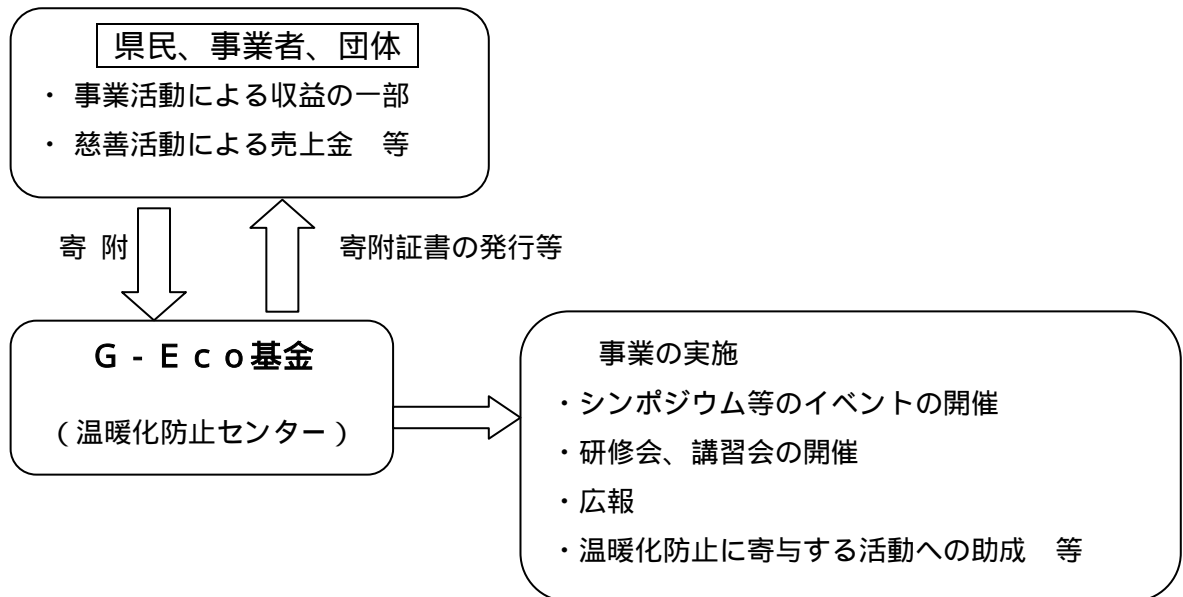 県民、事業者、団体
・ 事業活動による収益の一部
・ 慈善活動による売上金　等
寄 附
寄附証書の発行等
Ｇ‐Ｅｃｏ基金
（温暖化防止センター）
事業の実施
・シンポジウム等のイベントの開催
・研修会、講習会の開催
・広報
・温暖化防止に寄与する活動への助成　等